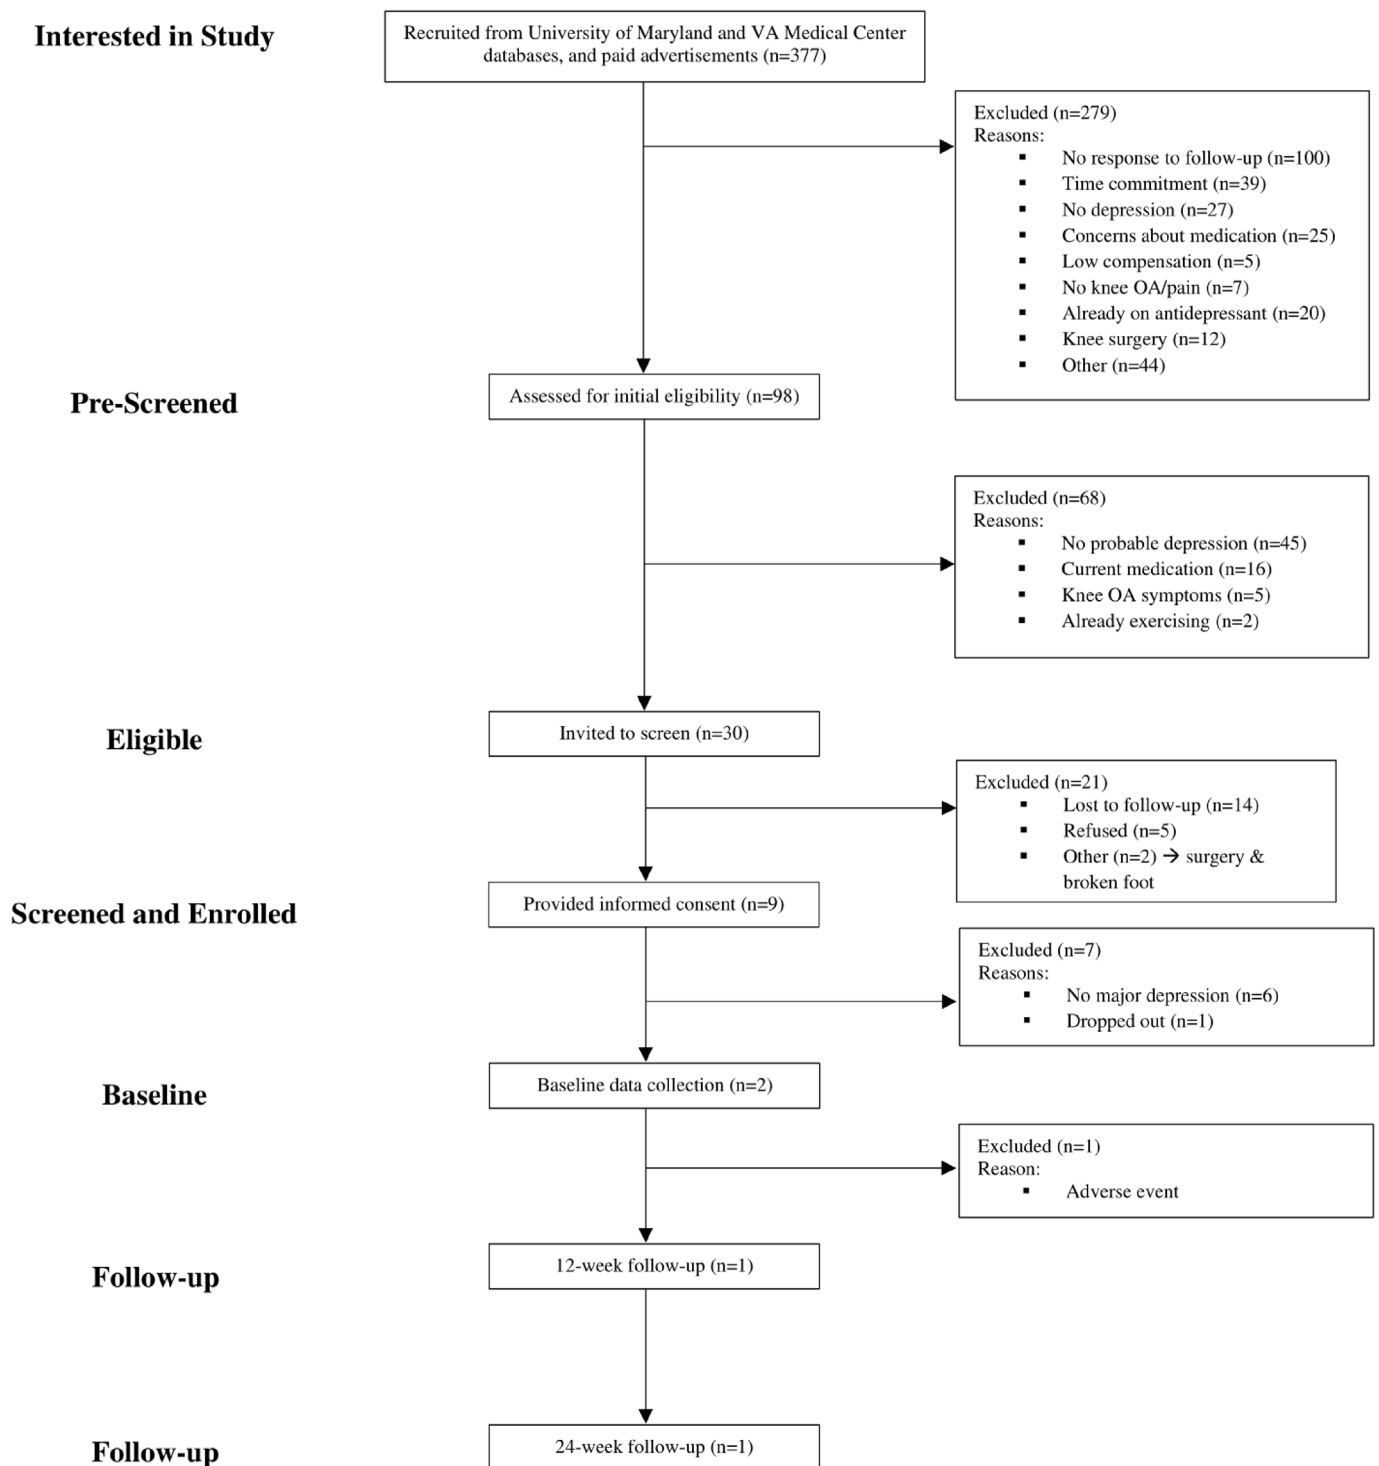 Interested in Study
Recruited from University of Maryland and VA Medical Center
databases, and paid advertisements (n=377)
Excluded (n=279)
Reasons:
▪ No response to follow-up (n=100)
▪ Time commitment (n=39)
▪ No depression (n=27)
▪ Concerns about medication (n=25)
▪ Low compensation (n=5)
▪ No knee OA/pain (n=7)
▪ Already on antidepressant (n=20)
▪ Knee surgery (n=12)
▪ Other (n=44)
Pre-Screened
Assessed for initial eligibility (n=98)
Excluded (n=68)
Reasons:
▪ No probable depression (n=45)
▪ Current medication (n=16)
▪ Knee OA symptoms (n=5)
▪ Already exercising (n=2)
Eligible
Invited to screen (n=30)
Excluded (n=21)
▪ Lost to follow-up (n=14)
▪ Refused (n=5)
▪ Other (n=2) → surgery &
broken foot
Screened and Enrolled
Provided informed consent (n=9)
Excluded (n=7)
Reasons:
▪ No major depression (n=6)
▪ Dropped out (n=1)
Baseline
Baseline data collection (n=2)
Excluded (n=1)
Reason:
▪ Adverse event
Follow-up
12-week follow-up (n=1)
Follow-up
24-week follow-up (n=1)